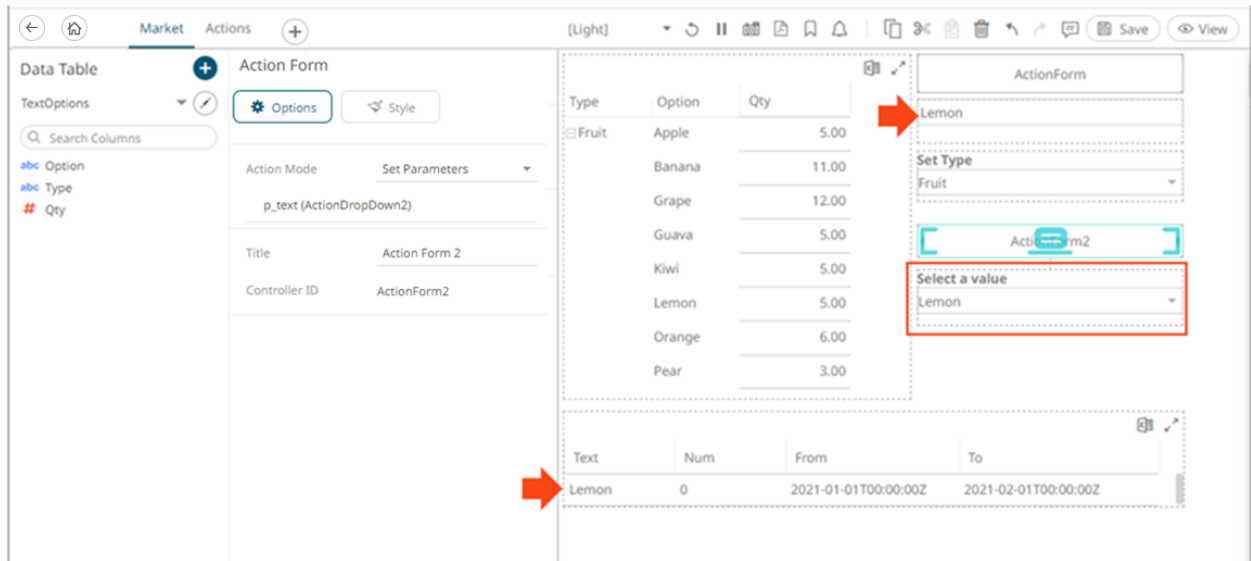 Market Actions [Light] Save View
Data Table
TextOptions
Search Columns
abc Option
abc Type
# Qty
Action Form
Options Style
Action Mode Set Parameters
p_text (ActionDropDown2)
Title Action Form 2
Controller ID ActionForm2
Type Option Qty
Fruit Apple 5.00
Banana 11.00
Grape 12.00
Guava 5.00
Kiwi 5.00
Lemon 5.00
Orange 6.00
Pear 3.00
ActionForm
Lemon
Set Type
Fruit
Select a value
Lemon
Text Num From To
Lemon 0 2021-01-01T00:00:00Z 2021-02-01T00:00:00Z